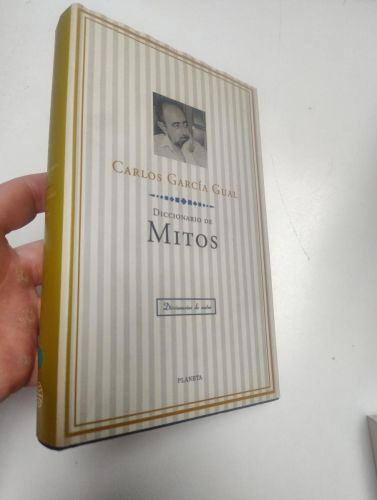 CARLOS GARCÍA GUAL
DICCIONARIO DE
MITOS
Diccionarios de autor
PLANETA